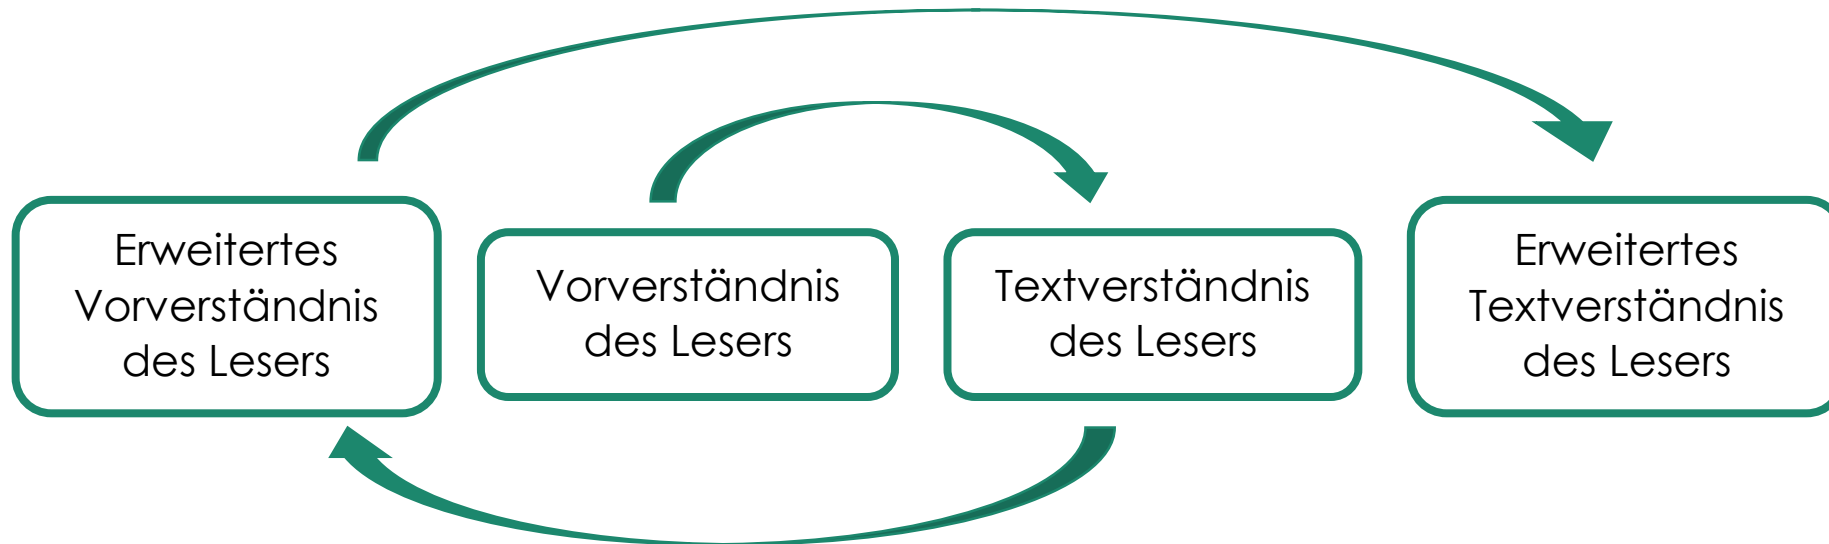 Erweitertes
Vorverständnis
des Lesers
Vorverständnis
des Lesers
Textverständnis
des Lesers
Erweitertes
Textverständnis
des Lesers